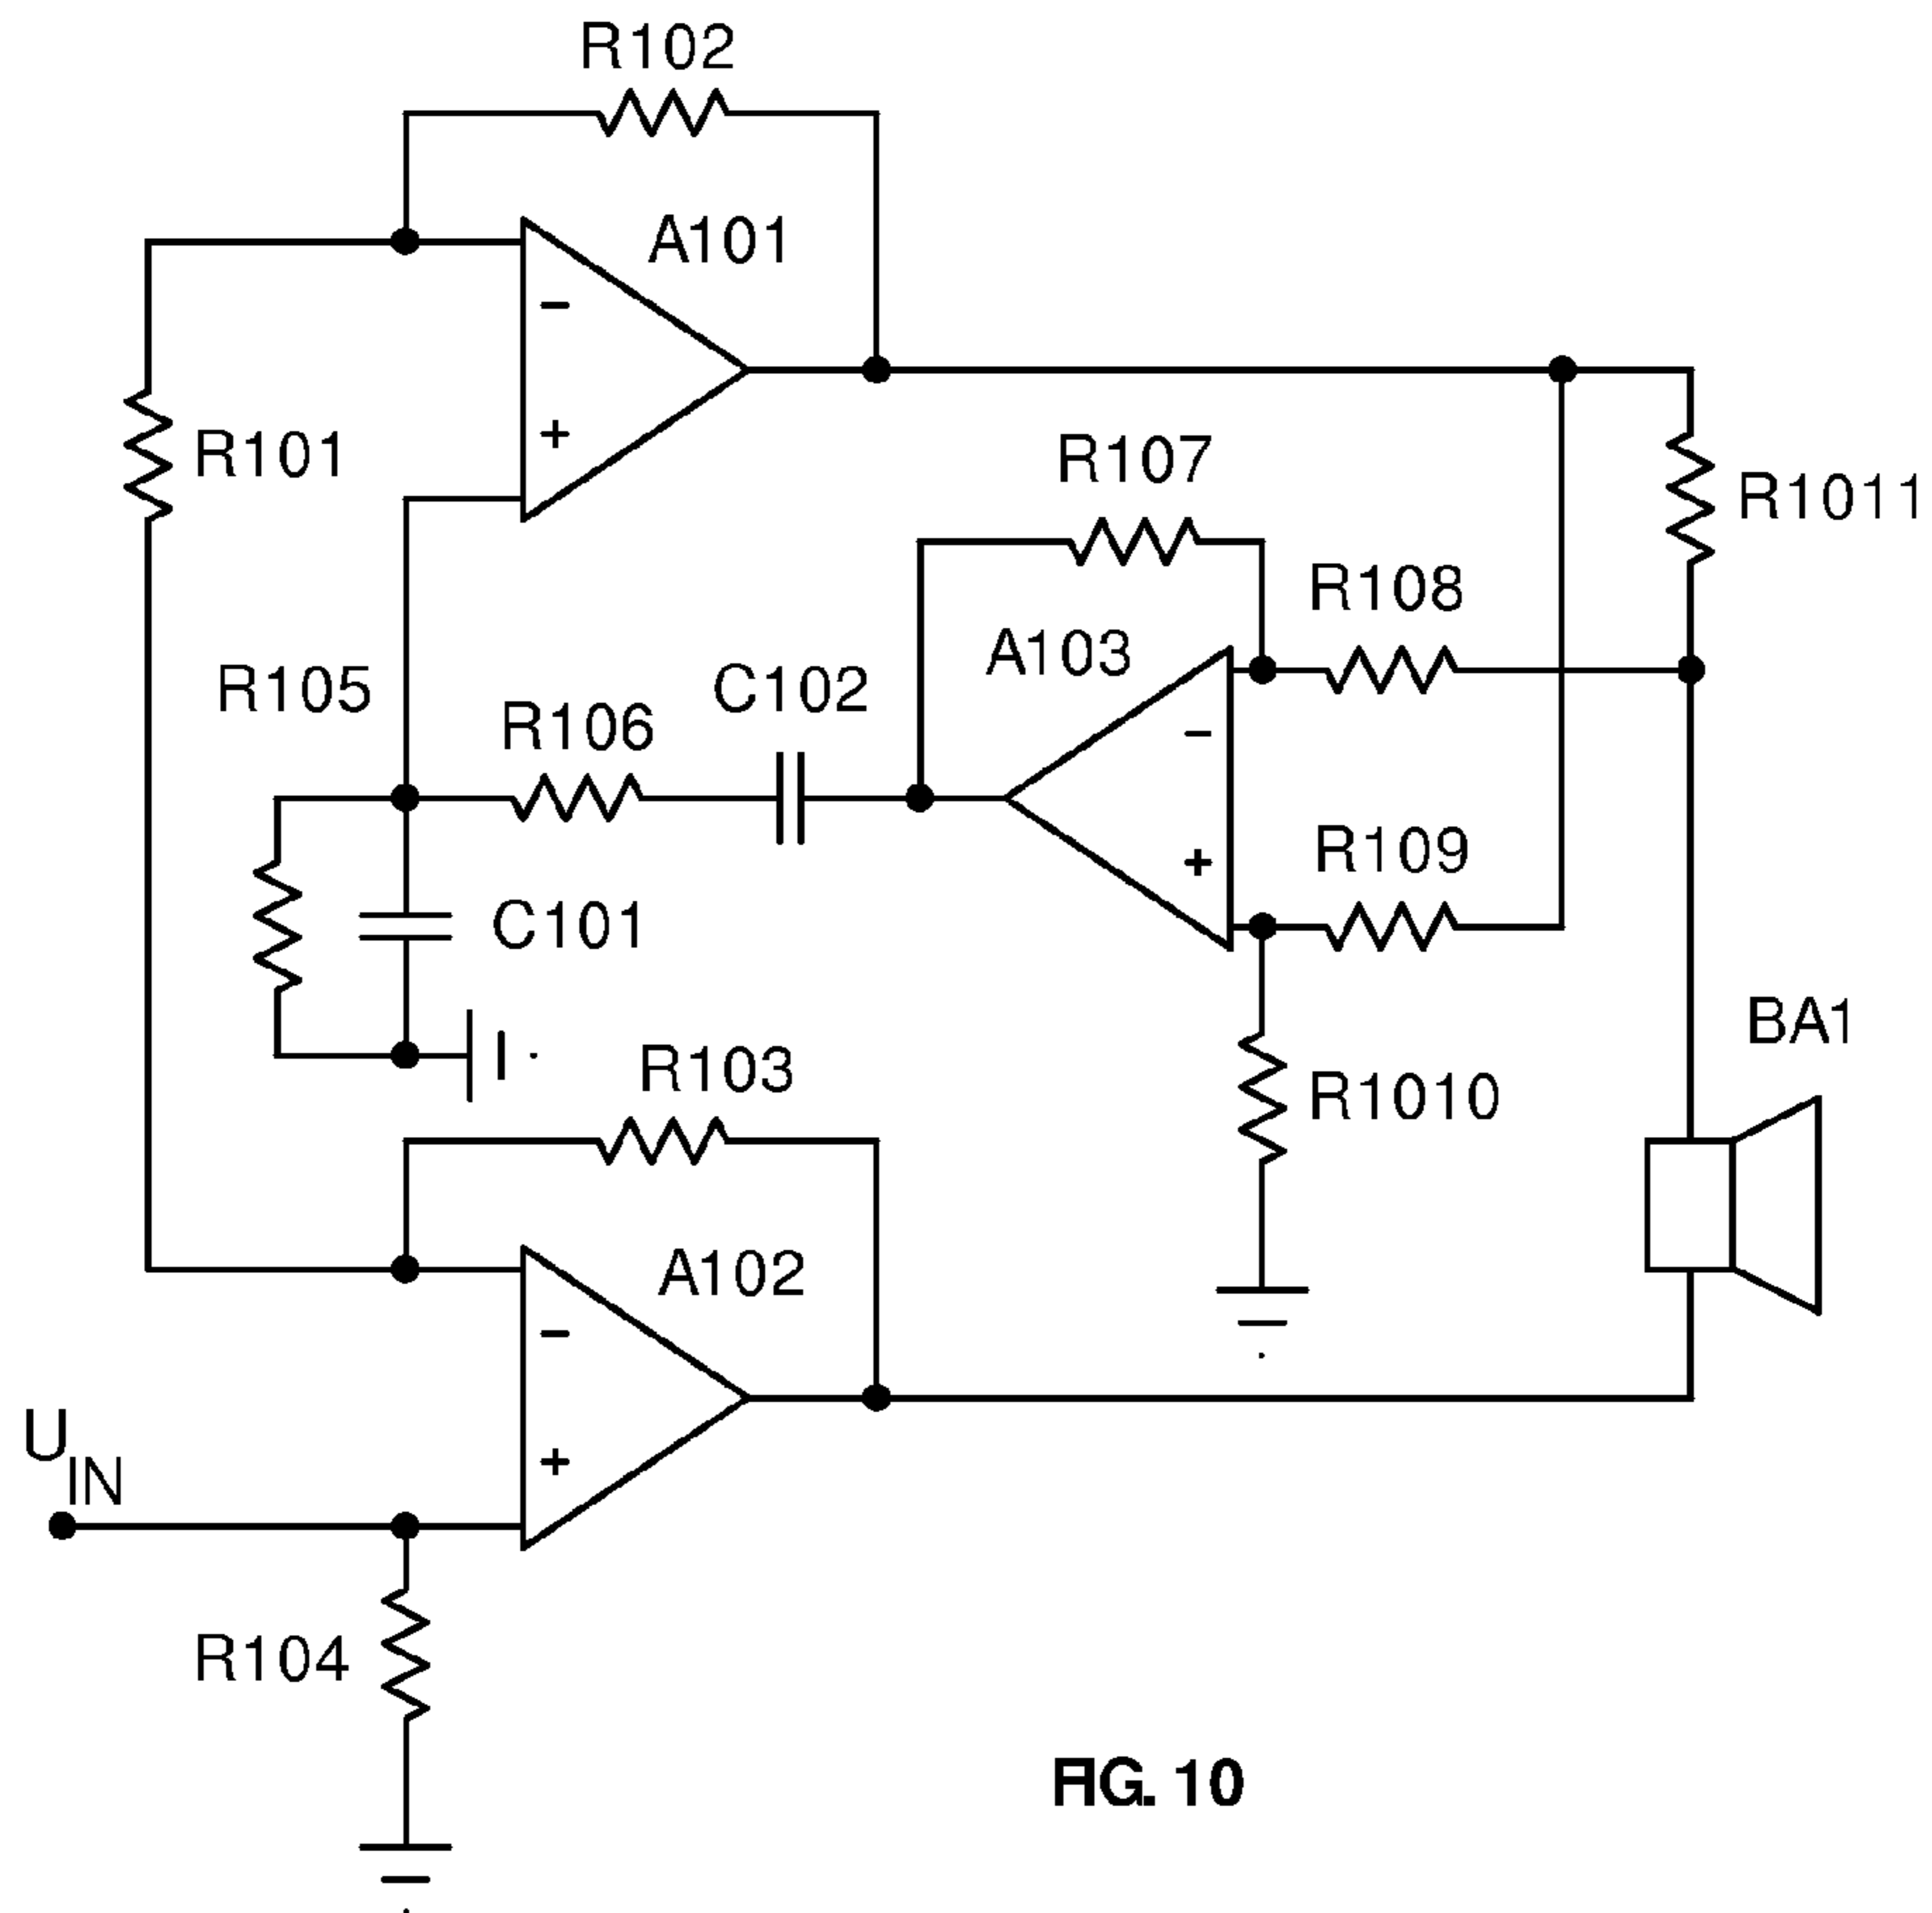 R102
A101
-
+
R101
R107
R1011
R108
A103
R105
R106
C102
-
+
R109
C101
BA1
R103
R1010
A102
-
+
U IN
R104
FIG. 10